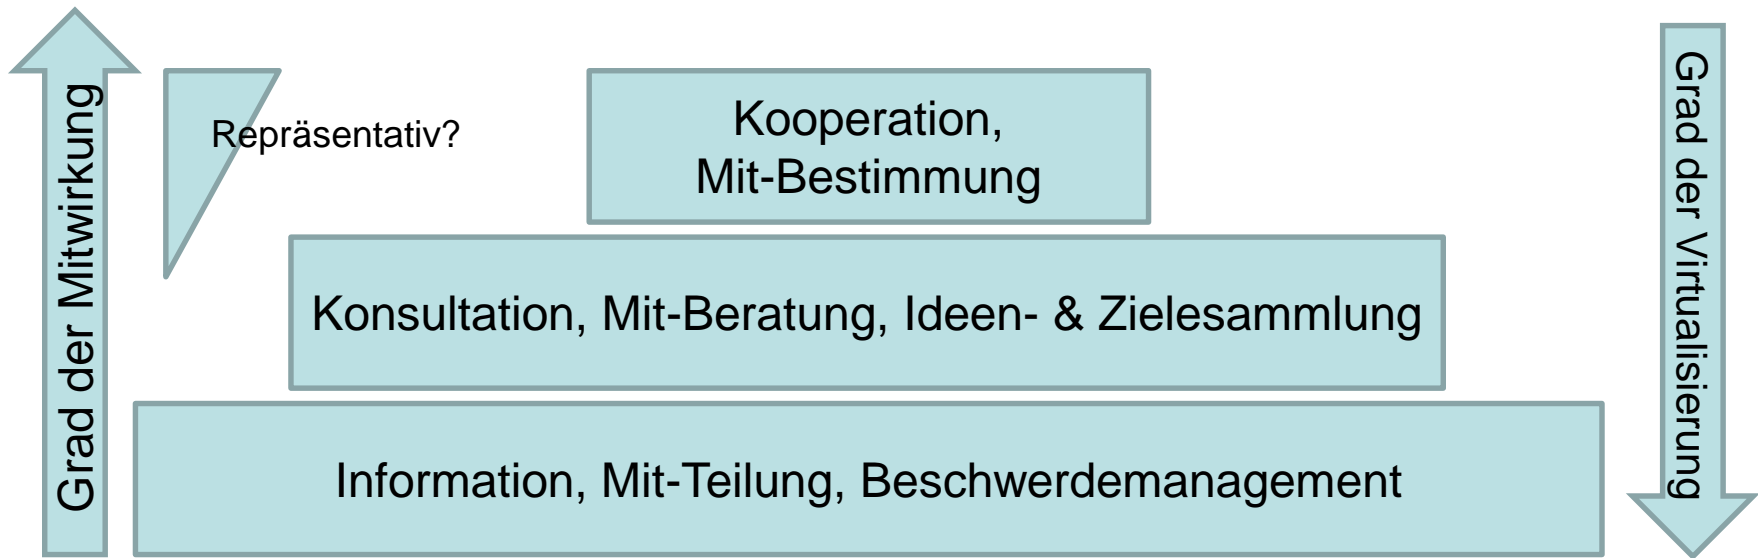 Grad der Mitwirkung
Repräsentativ?
Kooperation,
Mit-Bestimmung
Konsultation, Mit-Beratung, Ideen- & Zielesammlung
Information, Mit-Teilung, Beschwerdemanagement
Grad der Virtualisierung